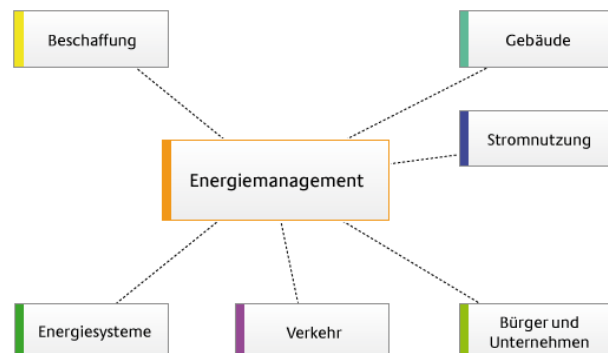 Beschaffung
Gebäude
Stromnutzung
Energiemanagement
Energiesysteme
Verkehr
Bürger und
Unternehmen